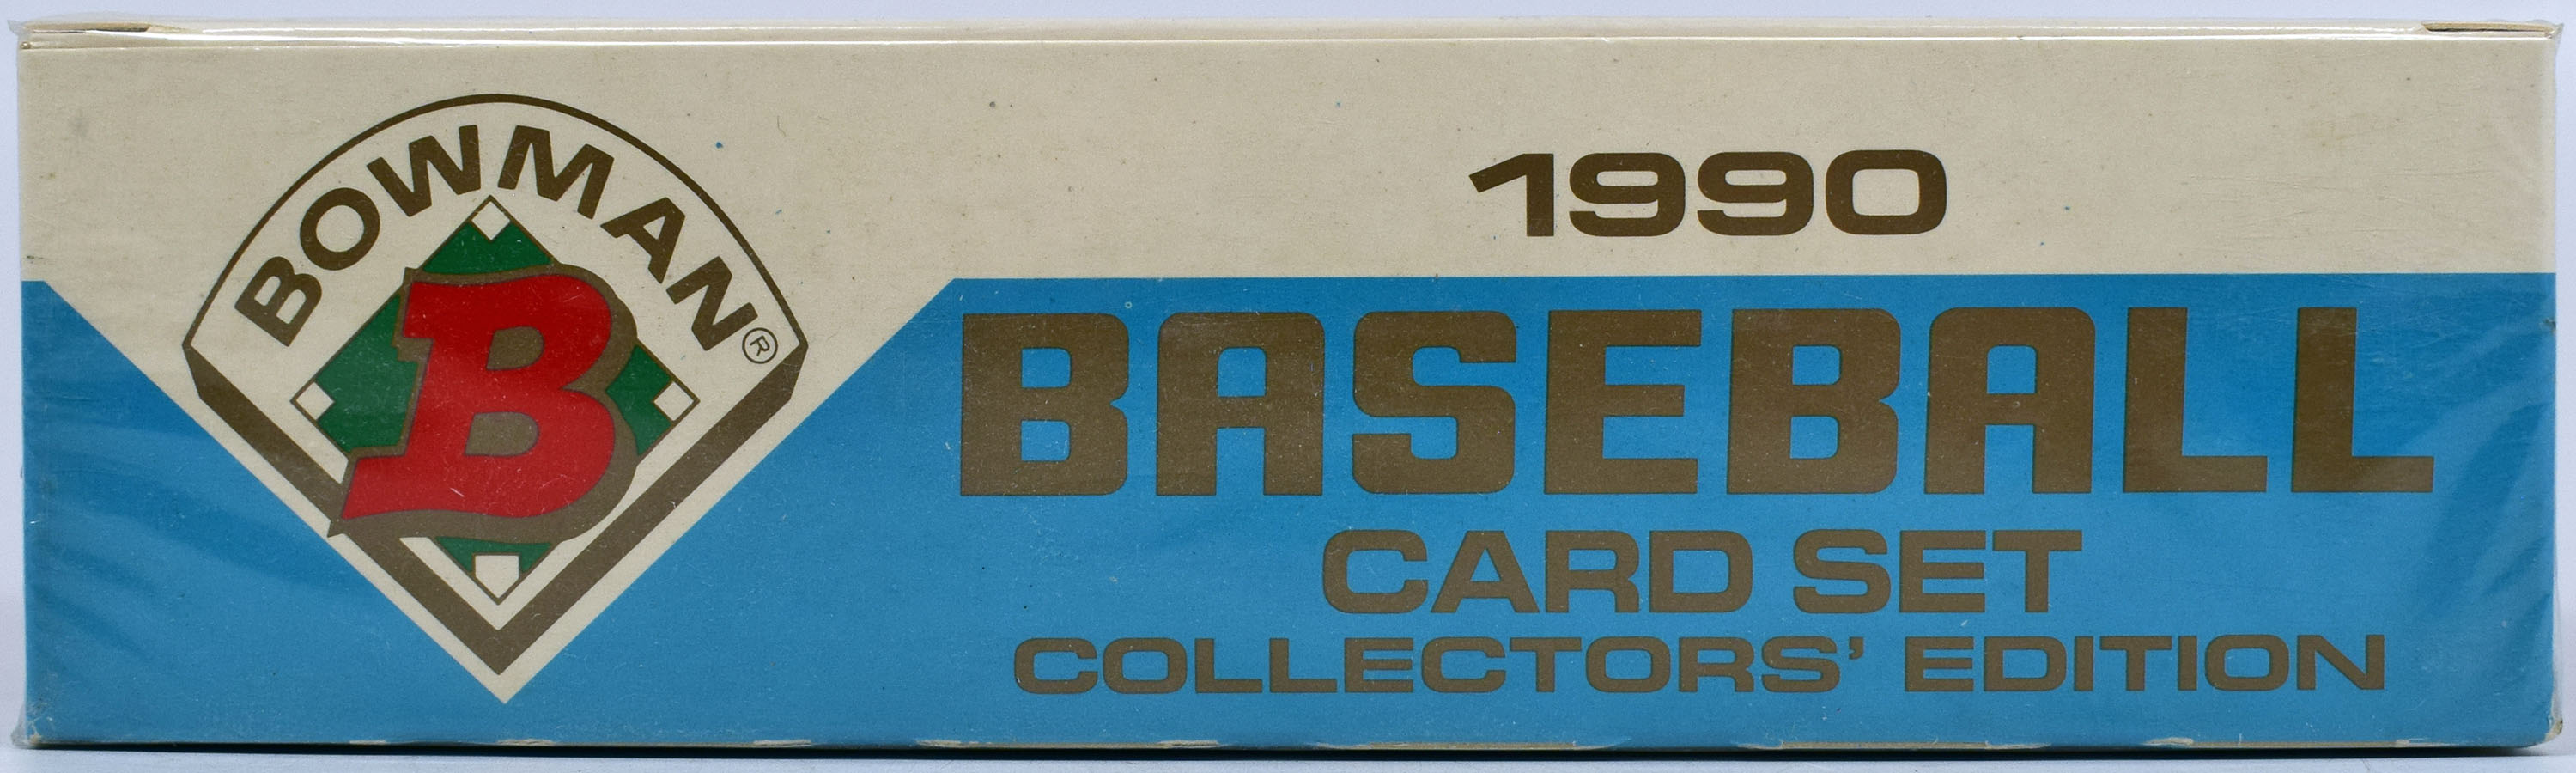 BOWMAN®
B
1990
BASEBALL
CARD SET
COLLECTORS' EDITION